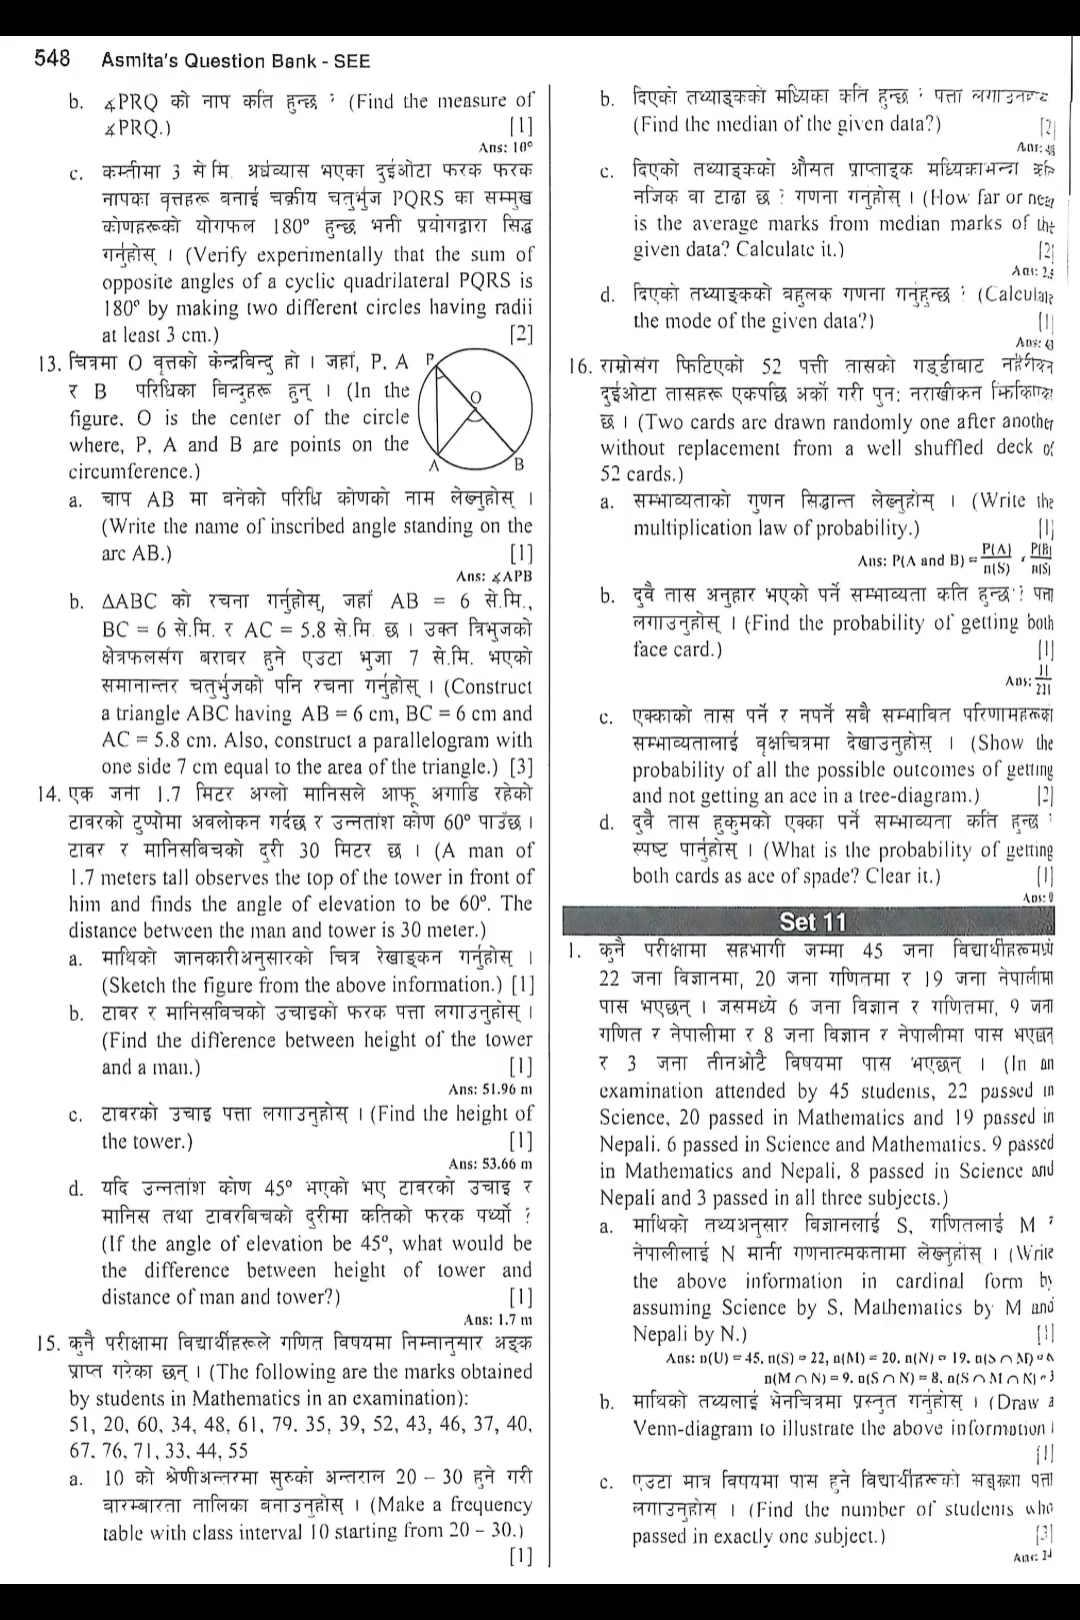 548 Asmita's Question Bank - SEE
b. ∡PRQ को नाप कति हुन्छ ? (Find the measure of
∡PRQ.) [1]
Ans: 10°
c. कम्तीमा 3 से.मि. अर्धव्यास भएका दुईओटा फरक फरक
नापका वृत्तहरू बनाई चक्रीय चतुर्भुज PQRS का सम्मुख
कोणहरूको योगफल 180° हुन्छ भनी प्रयोगद्वारा सिद्ध
गर्नुहोस् । (Verify experimentally that the sum of
opposite angles of a cyclic quadrilateral PQRS is
180° by making two different circles having radii
at least 3 cm.) [2]
13. चित्रमा O वृत्तको केन्द्रबिन्दु हो । जहाँ, P. A
र B परिधिका बिन्दुहरू हुन् । (In the
figure, O is the center of the circle
where, P, A and B are points on the
circumference.)
P
O
A
B
a. चाप AB मा बनेको परिधि कोणको नाम लेख्नुहोस् ।
(Write the name of inscribed angle standing on the
arc AB.) [1]
Ans: ∡APB
b. ΔABC को रचना गर्नुहोस्, जहाँ AB = 6 से.मि.,
BC = 6 से.मि. र AC = 5.8 से.मि. छ । उक्त त्रिभुजको
क्षेत्रफलसँग बराबर हुने एउटा भुजा 7 से.मि. भएको
समानान्तर चतुर्भुजको पनि रचना गर्नुहोस् । (Construct
a triangle ABC having AB = 6 cm, BC = 6 cm and
AC = 5.8 cm. Also, construct a parallelogram with
one side 7 cm equal to the area of the triangle.) [3]
14. एक जना 1.7 मिटर अग्लो मानिसले आफू अगाडि रहेको
टावरको टुप्पोमा अवलोकन गर्दछ र उन्नतांश कोण 60° पाउँछ ।
टावर र मानिसबिचको दुरी 30 मिटर छ । (A man of
1.7 meters tall observes the top of the tower in front of
him and finds the angle of elevation to be 60°. The
distance between the man and tower is 30 meter.)
a. माथिको जानकारीअनुसारको चित्र रेखाङ्कन गर्नुहोस् ।
(Sketch the figure from the above information.) [1]
b. टावर र मानिसबिचको उचाइको फरक पत्ता लगाउनुहोस् ।
(Find the difference between height of the tower
and a man.) [1]
Ans: 51.96 m
c. टावरको उचाइ पत्ता लगाउनुहोस् । (Find the height of
the tower.) [1]
Ans: 53.66 m
d. यदि उन्नतांश कोण 45° भएको भए टावरको उचाइ र
मानिस तथा टावरबिचको दुरीमा कतिको फरक पर्थ्यो ?
(If the angle of elevation be 45°, what would be
the difference between height of tower and
distance of man and tower?) [1]
Ans: 1.7 m
15. कुनै परीक्षामा विद्यार्थीहरूले गणित विषयमा निम्नानुसार अङ्क
प्राप्त गरेका छन् । (The following are the marks obtained
by students in Mathematics in an examination):
51, 20, 60, 34, 48, 61, 79. 35, 39, 52, 43, 46, 37, 40,
67. 76, 71, 33. 44, 55
a. 10 को श्रेणीअन्तरमा सुरुको अन्तराल 20 – 30 हुने गरी
बारम्बारता तालिका बनाउनुहोस् । (Make a frequency
table with class interval 10 starting from 20 – 30.)
[1]
b. दिएको तथ्याङ्कको मध्यिका कति हुन्छ ? पत्ता
(Find the median of the given data?) [2]
c. दिएको तथ्याङ्कको औसत प्राप्ताङ्क मध्यिकाभन्दा
नजिक वा टाढा छ ? गणना गर्नुहोस् । (How far or near
is the average marks from median marks of the
given data? Calculate it.) [2]
d. दिएको तथ्याङ्कको बहुलक गणना गर्नुहुन्छ ? (Calculate
the mode of the given data?) [1]
16. राम्रोसँग फिटिएको 52 पत्ती तासको गड्डीबाट
दुईओटा तासहरू एकपछि अर्को गरी पुन: नराखीकन
छ । (Two cards are drawn randomly one after another
without replacement from a well shuffled deck of
52 cards.)
a. सम्भाव्यताको गुणन सिद्धान्त लेख्नुहोस् । (Write the
multiplication law of probability.) [1]
Ans: P(A and B) = P(A)/n(S) . P(B)/n(S)
b. दुवै तास अनुहार भएको पर्ने सम्भाव्यता कति हुन्छ ? पत्ता
लगाउनुहोस् । (Find the probability of getting both
face card.) [1]
Ans: 11/221
c. एक्काको तास पर्ने र नपर्ने सबै सम्भावित परिणामहरूको
सम्भाव्यतालाई वृक्षचित्रमा देखाउनुहोस् । (Show the
probability of all the possible outcomes of getting
and not getting an ace in a tree-diagram.) [2]
d. दुवै तास हुकुमको एक्का पर्ने सम्भाव्यता कति हुन्छ ?
स्पष्ट पार्नुहोस् । (What is the probability of getting
both cards as ace of spade? Clear it.) [1]
Ans: 0
Set 11
1. कुनै परीक्षामा सहभागी जम्मा 45 जना विद्यार्थीहरूमध्ये
22 जना विज्ञानमा, 20 जना गणितमा र 19 जना नेपालीमा
पास भएछन् । जसमध्ये 6 जना विज्ञान र गणितमा, 9 जना
गणित र नेपालीमा र 8 जना विज्ञान र नेपालीमा पास भएछन्
र 3 जना तीनओटै विषयमा पास भएछन् । (In an
examination attended by 45 students, 22 passed in
Science, 20 passed in Mathematics and 19 passed in
Nepali. 6 passed in Science and Mathematics. 9 passed
in Mathematics and Nepali, 8 passed in Science and
Nepali and 3 passed in all three subjects.)
a. माथिको तथ्यअनुसार विज्ञानलाई S, गणितलाई M र
नेपालीलाई N मानी गणनात्मकतामा लेख्नुहोस् । (Write
the above information in cardinal form by
assuming Science by S, Mathematics by M and
Nepali by N.) [1]
Ans: n(U) = 45, n(S) = 22, n(M) = 20, n(N) = 19, n(S ∩ M) = 6
n(M ∩ N) = 9, n(S ∩ N) = 8, n(S ∩ M ∩ N) = 3
b. माथिको तथ्यलाई भेनचित्रमा प्रस्तुत गर्नुहोस् । (Draw a
Venn-diagram to illustrate the above information
[1]
c. एउटा मात्र विषयमा पास हुने विद्यार्थीहरूको सङ्ख्या पत्ता
लगाउनुहोस् । (Find the number of students who
passed in exactly one subject.) [3]